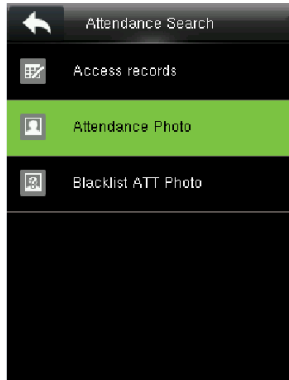 Attendance Search
Access records
Attendance Photo
Blacklist ATT Photo